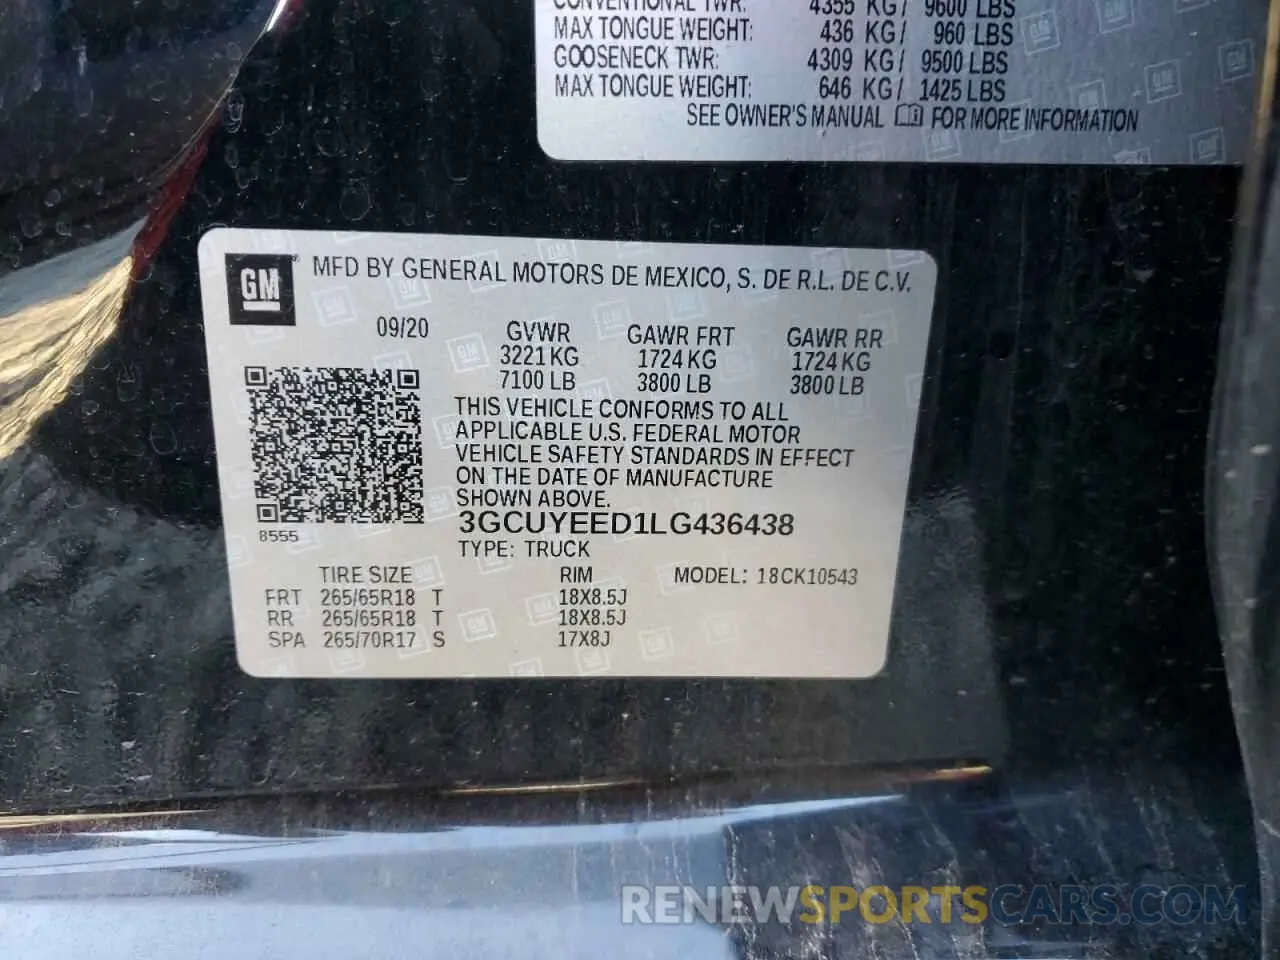 CONVENTIONAL TWR: 4355 KG/ 9600 LBS
MAX TONGUE WEIGHT: 436 KG/ 960 LBS
GOOSENECK TWR: 4309 KG/ 9500 LBS
MAX TONGUE WEIGHT: 646 KG/ 1425 LBS
SEE OWNER'S MANUAL FOR MORE INFORMATION
GM MFD BY GENERAL MOTORS DE MEXICO, S. DE R.L. DE C.V.
09/20 GVWR GAWR FRT GAWR RR
3221 KG 1724 KG 1724 KG
7100 LB 3800 LB 3800 LB
THIS VEHICLE CONFORMS TO ALL
APPLICABLE U.S. FEDERAL MOTOR
VEHICLE SAFETY STANDARDS IN EFFECT
ON THE DATE OF MANUFACTURE
SHOWN ABOVE.
3GCUYEED1LG436438
8555
TYPE: TRUCK
TIRE SIZE RIM MODEL: 18CK10543
FRT 265/65R18 T 18X8.5J
RR 265/65R18 T 18X8.5J
SPA 265/70R17 S 17X8J
RENEWSPORTSCARS.COM